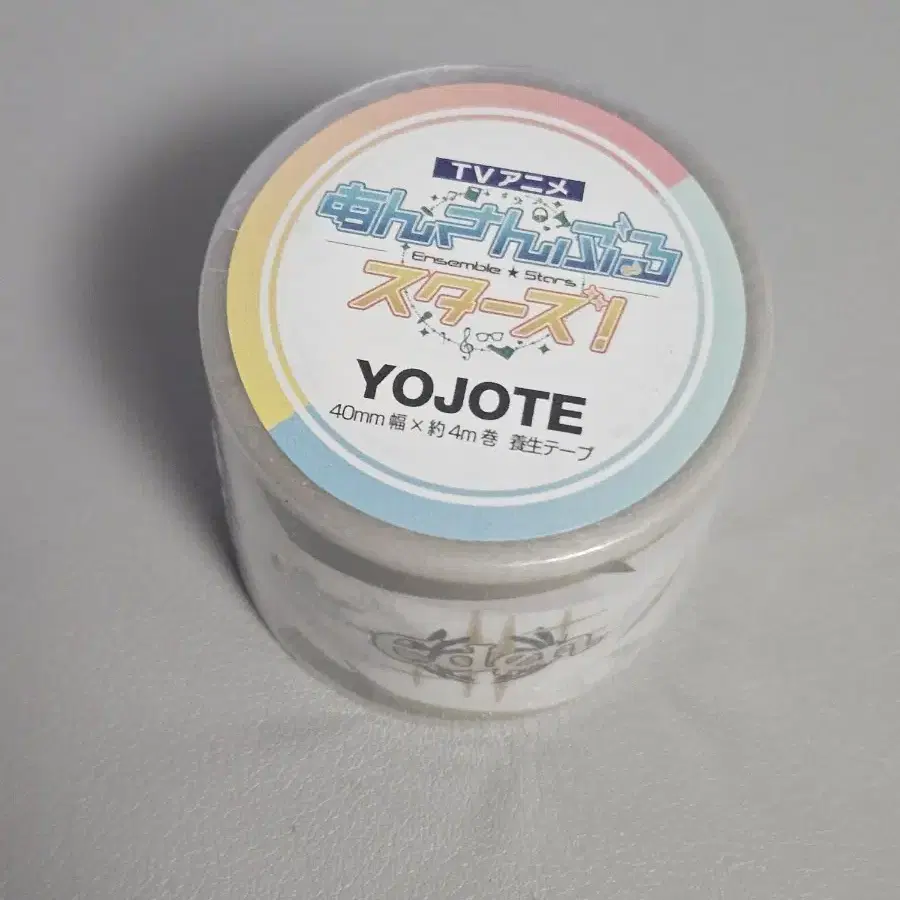 TVアニメ
あんさんぶる
Ensemble ★ Stars
スターズ!
YOJOTE
40mm幅×約4m巻 養生テープ
Eden